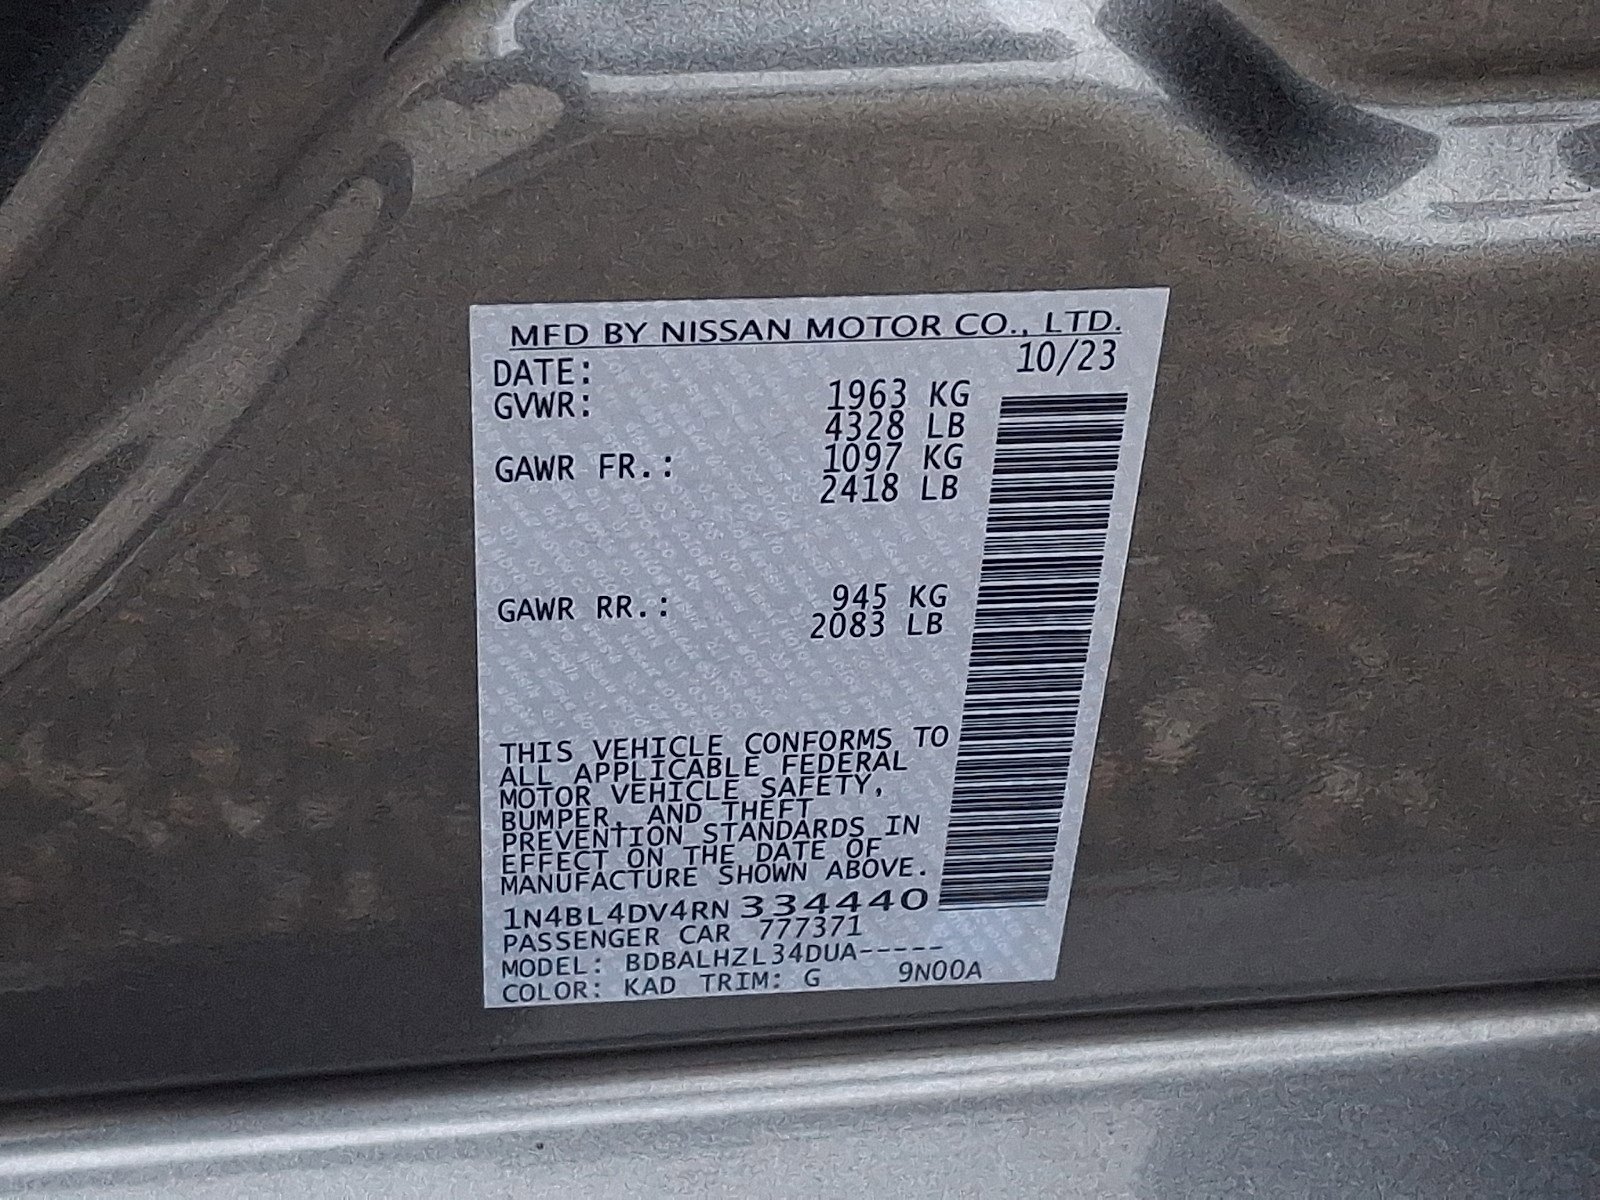 MFD BY NISSAN MOTOR CO., LTD.
DATE: 10/23
GVWR: 1963 KG
4328 LB
GAWR FR.: 1097 KG
2418 LB
GAWR RR.: 945 KG
2083 LB
THIS VEHICLE CONFORMS TO
ALL APPLICABLE FEDERAL
MOTOR VEHICLE SAFETY,
BUMPER, AND THEFT
PREVENTION STANDARDS IN
EFFECT ON THE DATE OF
MANUFACTURE SHOWN ABOVE.
1N4BL4DV4RN334440
PASSENGER CAR 777371
MODEL: BDBALHZL34DUA-----
COLOR: KAD TRIM: G 9N00A